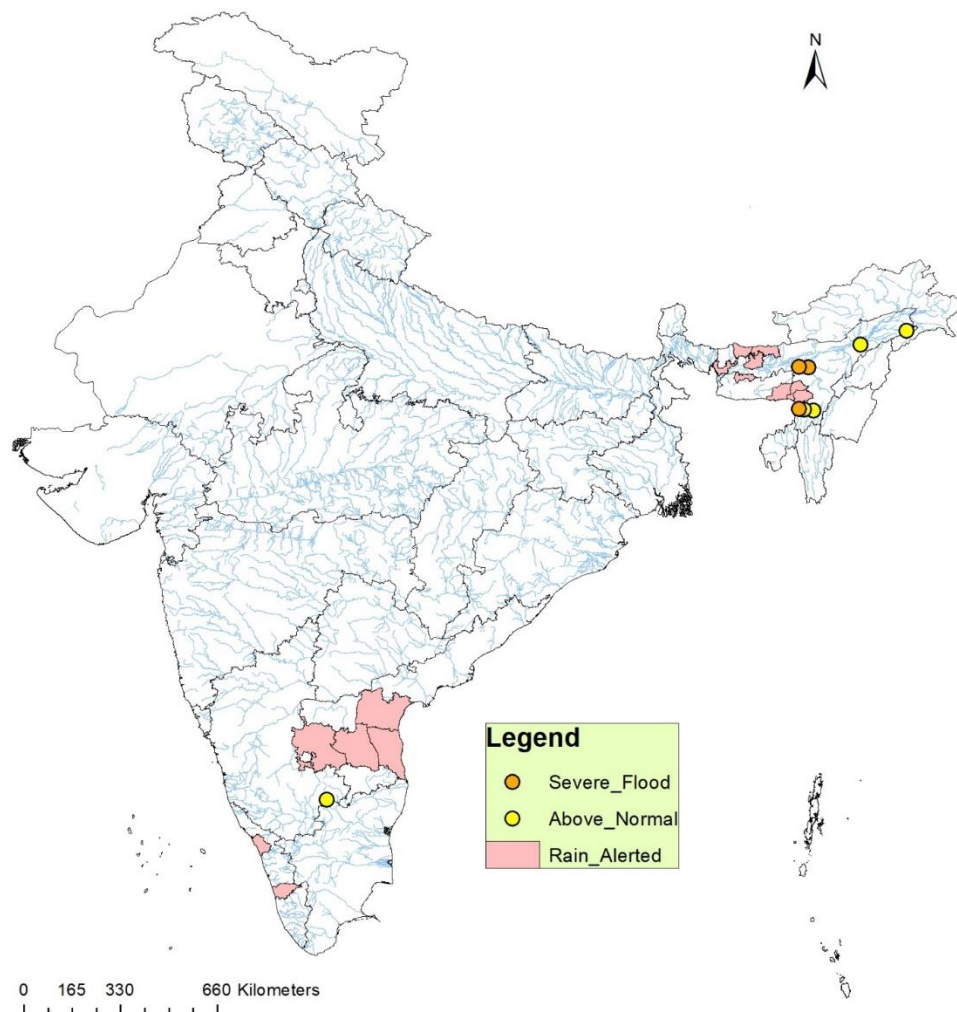 N
Legend
Severe_Flood
Above_Normal
Rain_Alerted
0 165 330 660 Kilometers